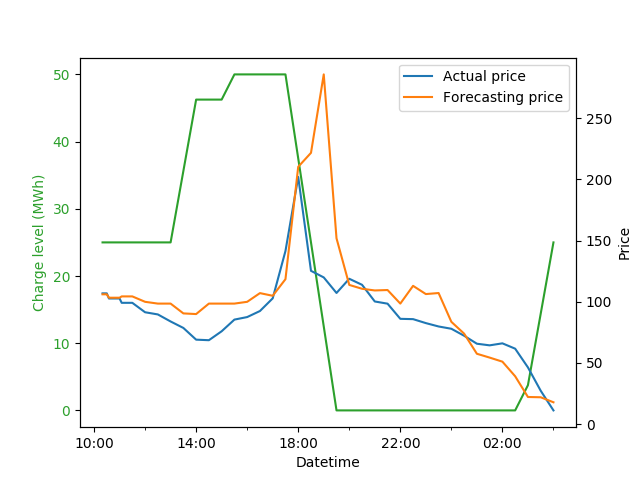 Actual price
Forecasting price
50
40
30
20
10
0
Charge level (MWh)
250
200
150
100
50
0
Price
10:00 14:00 18:00 22:00 02:00
Datetime